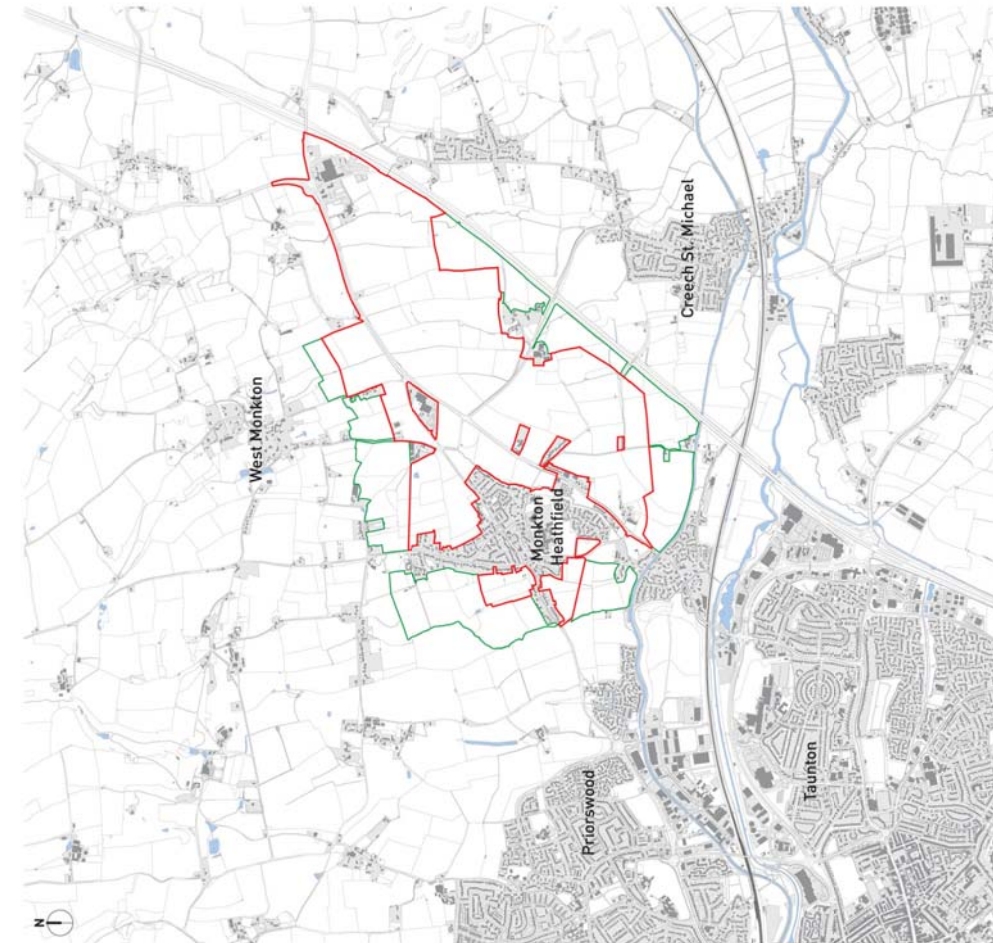 West Monkton
Creech St. Michael
Monkton
Heathfield
Priorswood
Taunton
N